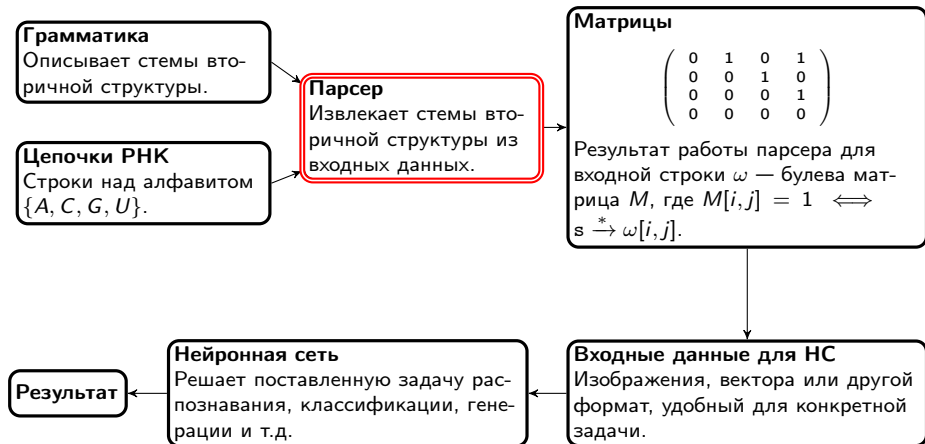 Грамматика
Описывает стемы вто-
ричной структуры.
Цепочки РНК
Строки над алфавитом
{A, C, G, U}.
Парсер
Извлекает стемы вто-
ричной структуры из
входных данных.
Матрицы
0 1 0 1
0 0 1 0
0 0 0 1
0 0 0 0
Результат работы парсера для
входной строки ω — булева мат-
рица M, где M[i, j] = 1 ⟺
s →* ω[i, j].
Входные данные для НС
Изображения, вектора или другой
формат, удобный для конкретной
задачи.
Нейронная сеть
Решает поставленную задачу рас-
познавания, классификации, гене-
рации и т.д.
Результат